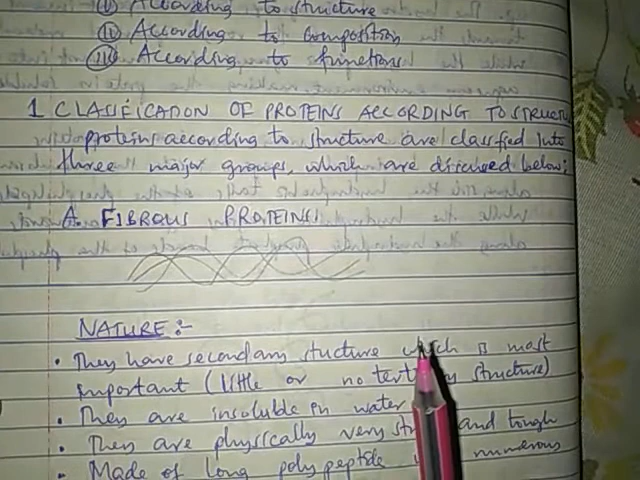 (i) According to structure
(ii) According to composition
(iii) According to functions
1 CLASSIFICATION OF PROTEINS ACCORDING TO STRUCTU
proteins according to structure are classified into
three major groups, which are discused below;
A. FIBROUS PROTEINS:
NATURE:-
• They have secondary stucture which is most
important (little or no tertiary structure)
• They are insoluble in water
• They are physically very and tough
• Made of long polypeptide numerous